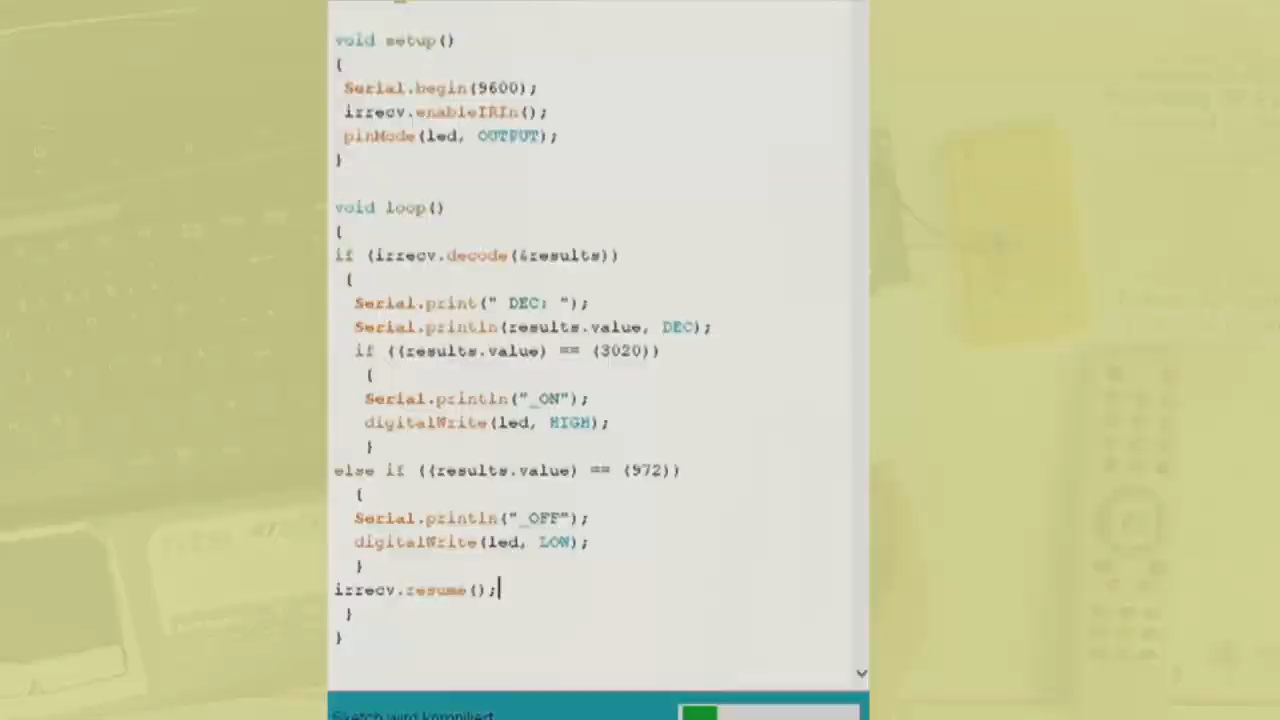 void setup()
{
Serial.begin(9600);
irrecv.enableIRIn();
pinMode(led, OUTPUT);
}
void loop()
{
if (irrecv.decode(&results))
{
Serial.print(" DEC: ");
Serial.println(results.value, DEC);
if ((results.value) == (3020))
{
Serial.println("_ON");
digitalWrite(led, HIGH);
}
else if ((results.value) == (972))
{
Serial.println("_OFF");
digitalWrite(led, LOW);
}
irrecv.resume();
}
}
Sketch wird kompiliert